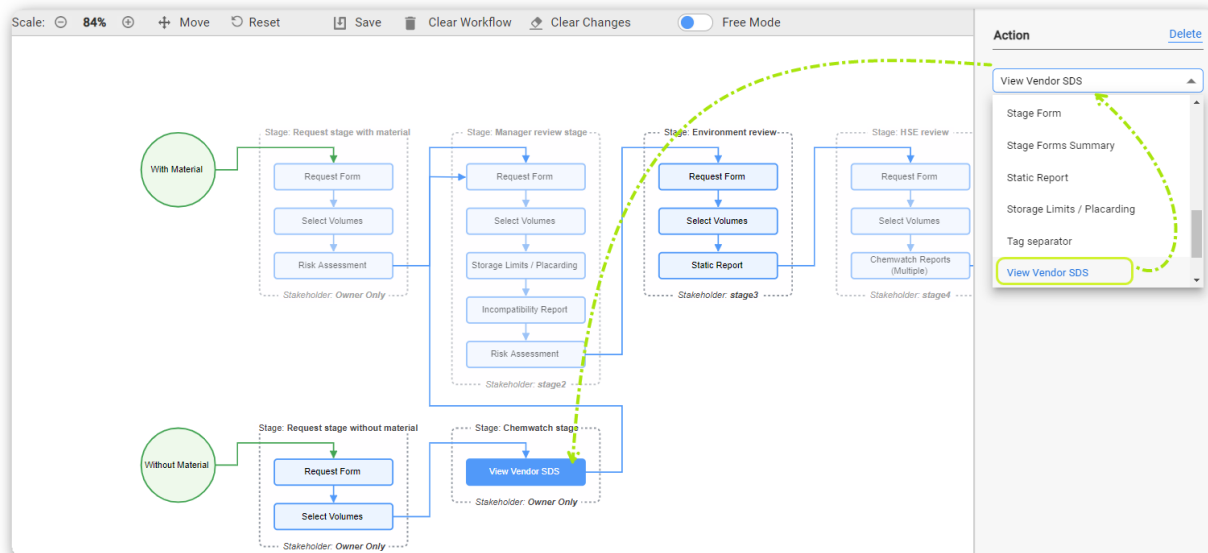 Scale: 84% Move Reset Save Clear Workflow Clear Changes Free Mode
Action Delete
View Vendor SDS
Stage Form
Stage Forms Summary
Static Report
Storage Limits / Placarding
Tag separator
View Vendor SDS
With Material
Stage: Request stage with material
Request Form
Select Volumes
Risk Assessment
Stakeholder: Owner Only
Stage: Manager review stage
Request Form
Select Volumes
Storage Limits / Placarding
Incompatibility Report
Risk Assessment
Stakeholder: stage2
Stage: Environment review
Request Form
Select Volumes
Static Report
Stakeholder: stage3
Stage: HSE review
Request Form
Select Volumes
Chemwatch Reports
(Multiple)
Stakeholder: stage4
Without Material
Stage: Request stage without material
Request Form
Select Volumes
Stakeholder: Owner Only
Stage: Chemwatch stage
View Vendor SDS
Stakeholder: Owner Only